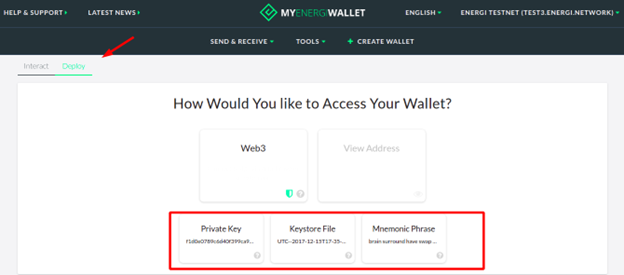 HELP & SUPPORT LATEST NEWS MYENERGIWALLET ENGLISH ENERGI TESTNET (TEST3.ENERGI.NETWORK)
SEND & RECEIVE TOOLS + CREATE WALLET
Interact Deploy
How Would You like to Access Your Wallet?
Web3 View Address
Private Key Keystore File Mnemonic Phrase
f1d0e0789c6d40f399ca9... UTC--2017-12-13T17-35-... brain surround have swap ...